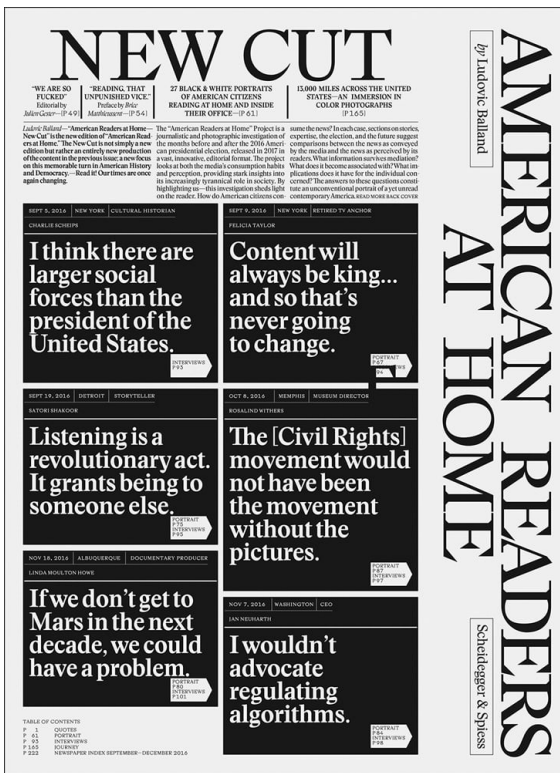 NEW CUT
"WE ARE SO
FUCKED"
Editorial by
Julien Gester—[P 49]
"READING, THAT
UNPUNISHED VICE."
Preface by Brice
Matthieussent—[P 54]
27 BLACK & WHITE PORTRAITS
OF AMERICAN CITIZENS
READING AT HOME AND INSIDE
THEIR OFFICE—[P 61]
13,000 MILES ACROSS THE UNITED
STATES—AN IMMERSION IN
COLOR PHOTOGRAPHS
[P 165]
Ludovic Balland—"American Readers at Home—
New Cut" is the new edition of "American Read-
ers at Home." The New Cut is not simply a new
edition but rather an entirely new production
of the content in the previous issue; a new focus
on this memorable turn in American History
and Democracy.—Read it! Our times are once
again changing.
The "American Readers at Home" Project is a
journalistic and photographic investigation of
the months before and after the 2016 Ameri-
can presidential election, released in 2017 in
a vast, innovative, editorial format. The project
looks at both the media's consumption habits
and perception, providing stark insights into
its increasingly tyrannical role in society. By
highlighting us—this investigation sheds light
on the reader. How do American citizens con-
sume the news? In each case, sections on stories,
expertise, the election, and the future suggest
comparisons between the news as conveyed
by the media and the news as perceived by its
readers. What information survives mediation?
What does it become associated with? What im-
plications does it have for the individual con-
cerned? The answers to these questions consti-
tute an unconventional portrait of a yet unread
contemporary America. READ MORE BACK COVER
SEPT 5, 2016 NEW YORK CULTURAL HISTORIAN
CHARLIE SCHEIPS
I think there are
larger social
forces than the
president of the
United States.
INTERVIEWS
P 93
SEPT 9, 2016 NEW YORK RETIRED TV ANCHOR
FELICIA TAYLOR
Content will
always be king...
and so that's
never going
to change.
PORTRAIT
P 67
94
SEPT 19, 2016 DETROIT STORYTELLER
SATORI SHAKOOR
Listening is a
revolutionary act.
It grants being to
someone else.
PORTRAIT
P 75
INTERVIEWS
P 95
OCT 8, 2016 MEMPHIS MUSEUM DIRECTOR
ROSALIND WITHERS
The [Civil Rights]
movement would
not have been
the movement
without the
pictures.
PORTRAIT
P 87
INTERVIEWS
P 97
NOV 18, 2016 ALBUQUERQUE DOCUMENTARY PRODUCER
LINDA MOULTON HOWE
If we don't get to
Mars in the next
decade, we could
have a problem.
PORTRAIT
P 80
INTERVIEWS
P 101
NOV 7, 2016 WASHINGTON CEO
JAN NEUHARTH
I wouldn't
advocate
regulating
algorithms.
PORTRAIT
P 84
INTERVIEWS
P 98
TABLE OF CONTENTS
P 1 QUOTES
P 61 PORTRAIT
P 93 INTERVIEWS
P 165 JOURNEY
P 222 NEWSPAPER INDEX SEPTEMBER—DECEMBER 2016
AMERICAN READERS
AT HOME
by Ludovic Balland
Scheidegger & Spiess